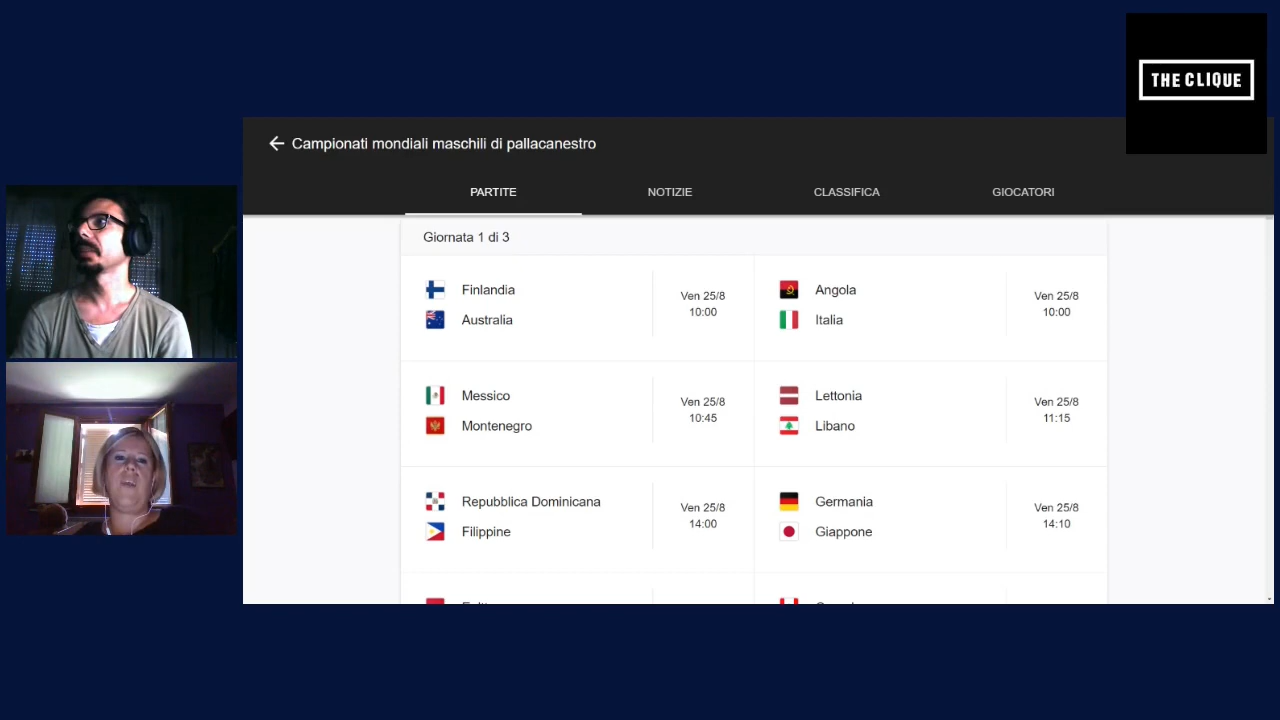 THE CLIQUE
Campionati mondiali maschili di pallacanestro
PARTITE
NOTIZIE
CLASSIFICA
GIOCATORI
Giornata 1 di 3
Finlandia
Australia
Ven 25/8
10:00
Angola
Italia
Ven 25/8
10:00
Messico
Montenegro
Ven 25/8
10:45
Lettonia
Libano
Ven 25/8
11:15
Repubblica Dominicana
Filippine
Ven 25/8
14:00
Germania
Giappone
Ven 25/8
14:10